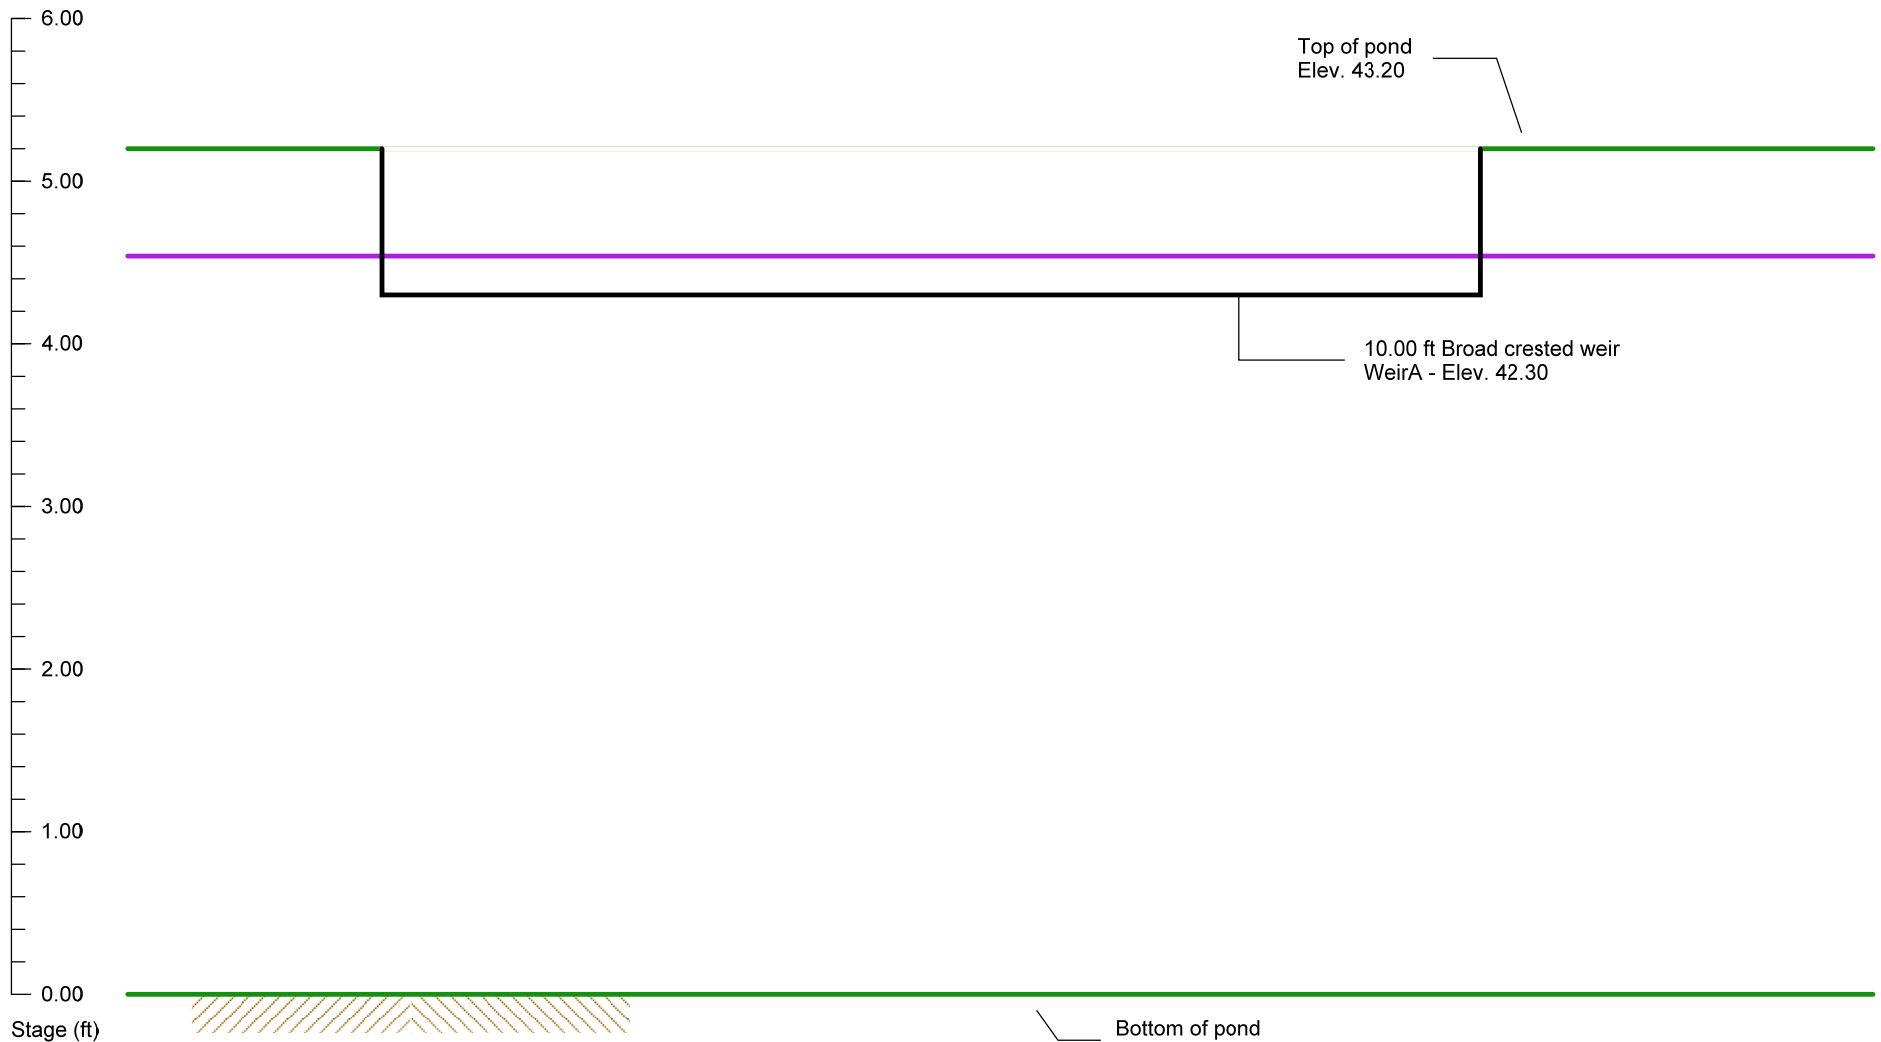 6.00
Top of pond
Elev. 43.20
5.00
4.00
10.00 ft Broad crested weir
WeirA - Elev. 42.30
3.00
2.00
1.00
0.00
Stage (ft)
Bottom of pond